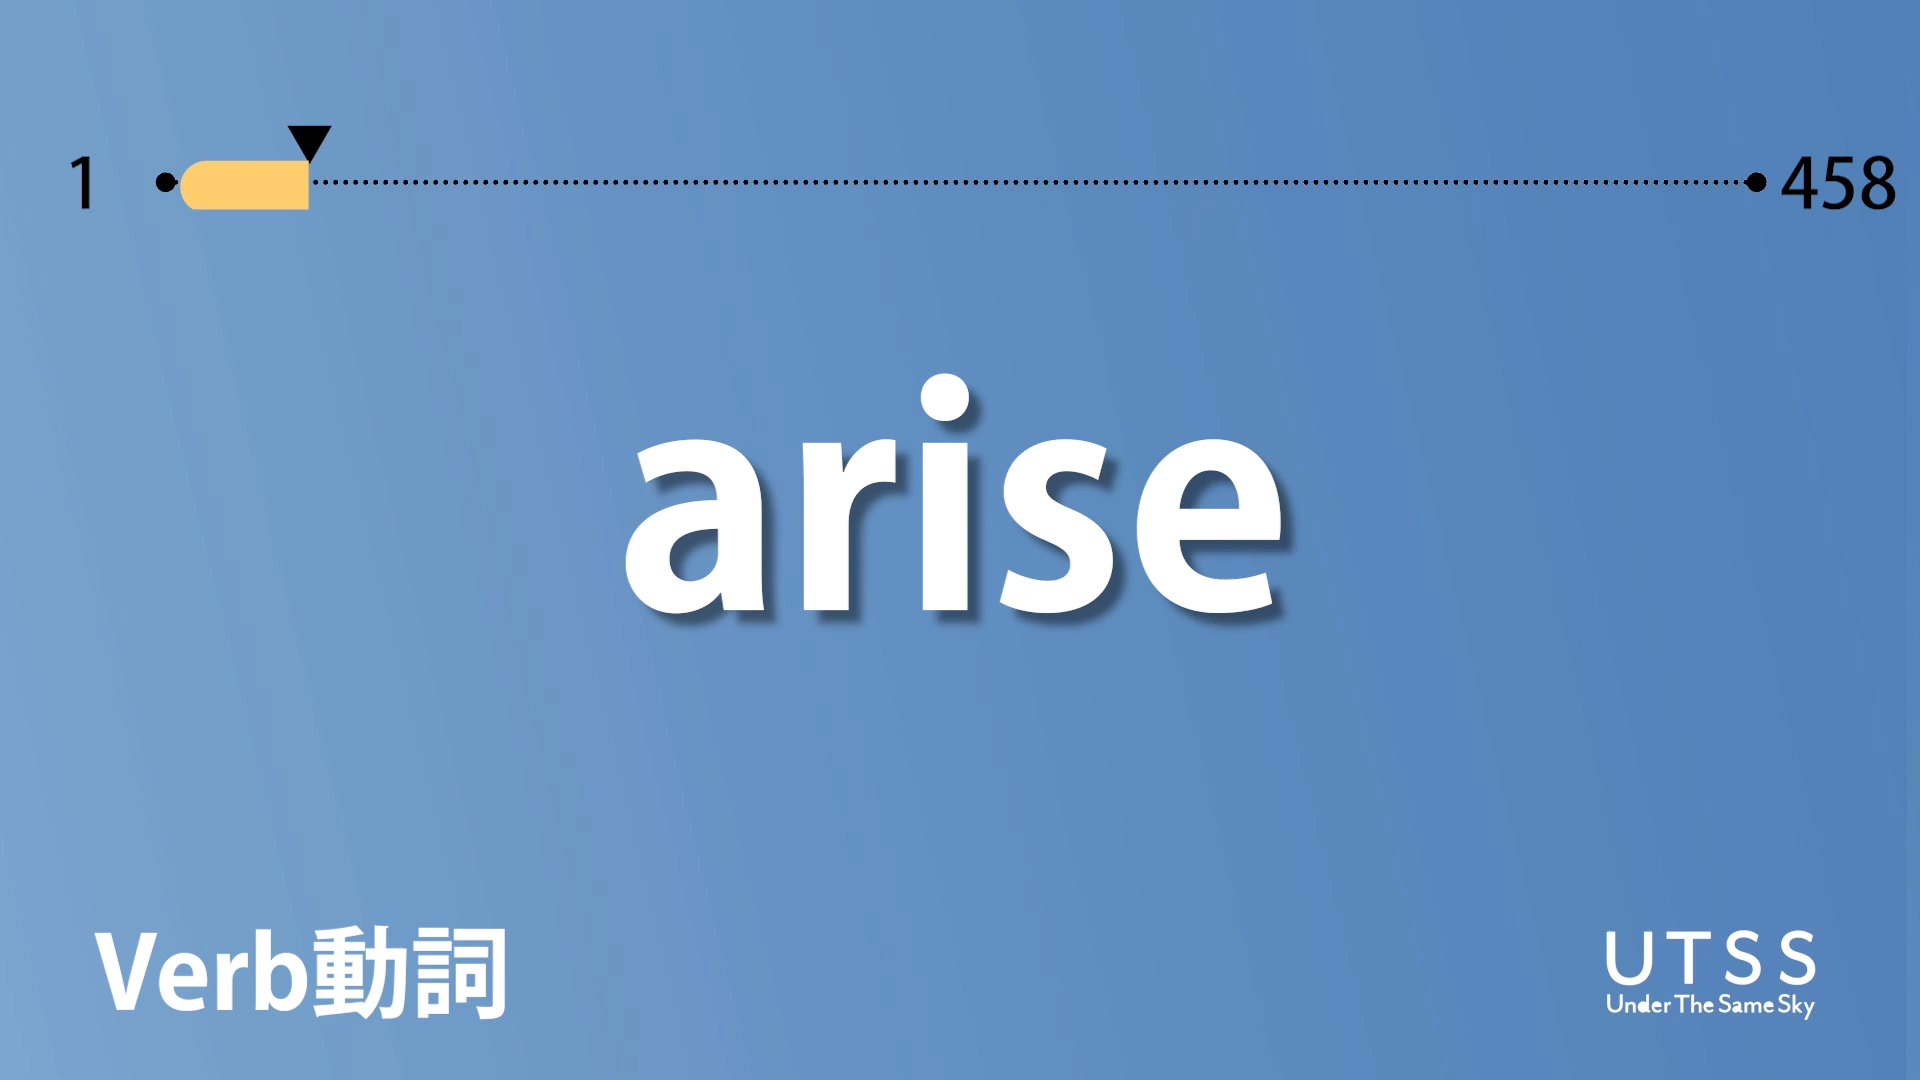 1
458
arise
Verb動詞
UTSS
Under The Same Sky